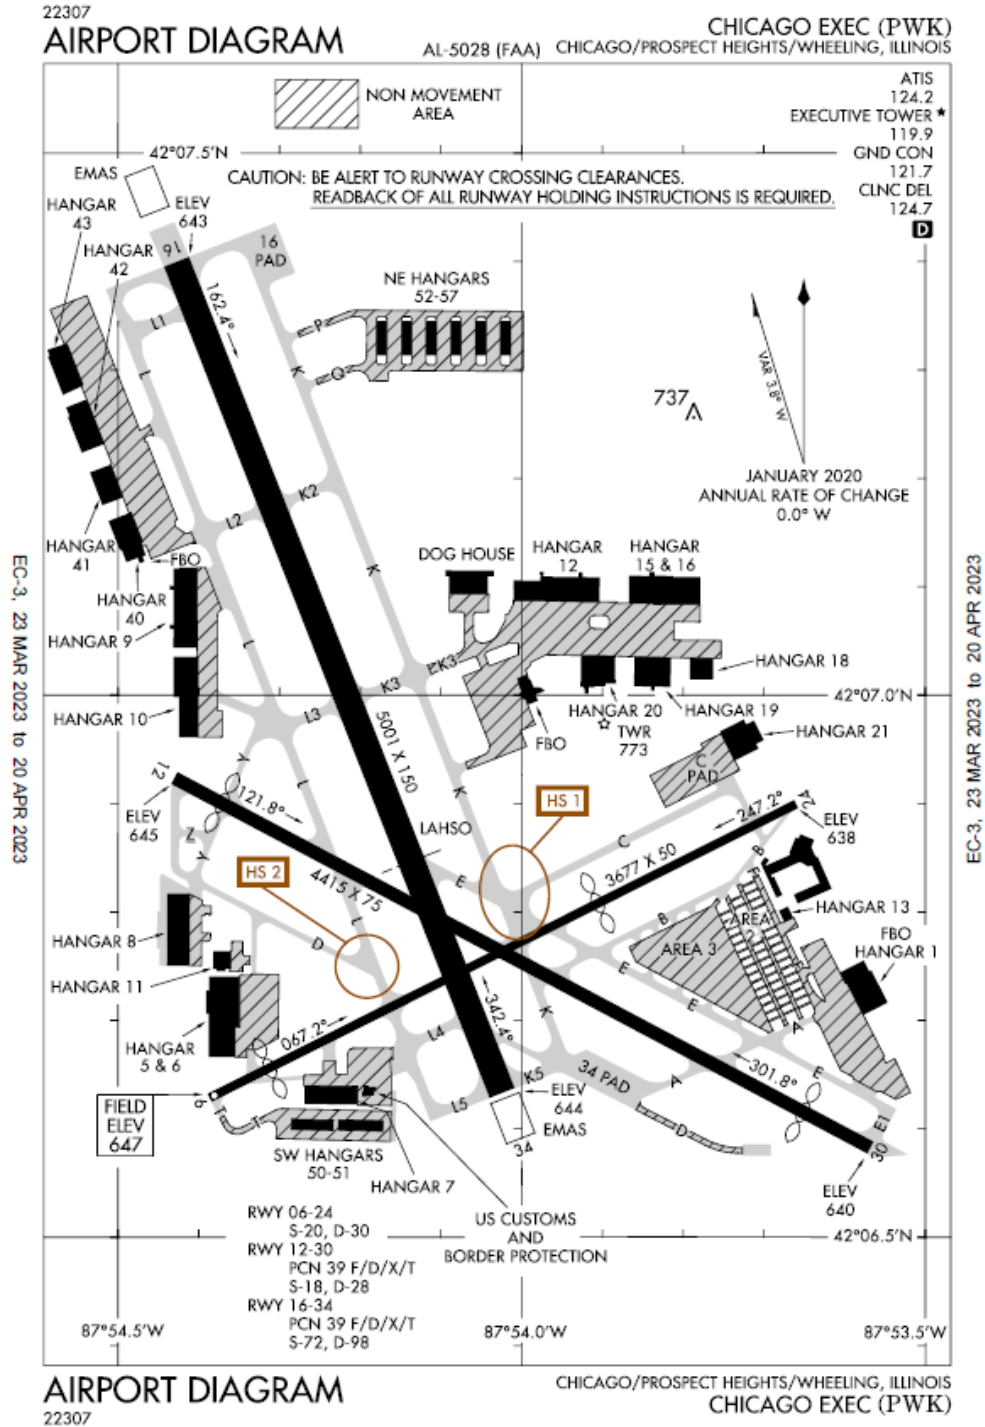 22307
AIRPORT DIAGRAM
AL-5028 (FAA)
CHICAGO EXEC (PWK)
CHICAGO/PROSPECT HEIGHTS/WHEELING, ILLINOIS
NON MOVEMENT
AREA
ATIS
124.2
EXECUTIVE TOWER ★
119.9
GND CON
121.7
CLNC DEL
124.7
D
42°07.5'N
CAUTION: BE ALERT TO RUNWAY CROSSING CLEARANCES.
READBACK OF ALL RUNWAY HOLDING INSTRUCTIONS IS REQUIRED.
EMAS
HANGAR
43
ELEV
643
HANGAR
42
16
16
PAD
162.4°
NE HANGARS
52-57
L1
P
K
Q
L
737
VAR 3.8° W
JANUARY 2020
ANNUAL RATE OF CHANGE
0.0° W
K2
L2
HANGAR
41
FBO
HANGAR
40
HANGAR 9
HANGAR 10
K
L
DOG HOUSE
HANGAR
12
HANGAR
15 & 16
K3
K3
L3
HANGAR 18
42°07.0'N
HANGAR 19
HANGAR 20
TWR
773
FBO
HANGAR 21
C
PAD
5001 X 150
EC-3, 23 MAR 2023 to 20 APR 2023
EC-3, 23 MAR 2023 to 20 APR 2023
12
ELEV
645
121.8°
Y
L
K
Z
Y
HS 1
LAHSO
247.2°
24
ELEV
638
C
3677 X 50
4415 X 75
HS 2
E
L
D
B
B
AREA
AREA 3
HANGAR 13
FBO
HANGAR 1
E
E
A
HANGAR 8
HANGAR 11
HANGAR
5 & 6
067.2°
342.4°
K
L4
K5
L5
34 PAD
A
301.8°
E
E1
30
D
6
FIELD
ELEV
647
ELEV
644
EMAS
34
SW HANGARS
50-51
HANGAR 7
US CUSTOMS
AND
BORDER PROTECTION
ELEV
640
42°06.5'N
RWY 06-24
S-20, D-30
RWY 12-30
PCN 39 F/D/X/T
S-18, D-28
RWY 16-34
PCN 39 F/D/X/T
S-72, D-98
87°54.5'W
87°54.0'W
87°53.5'W
AIRPORT DIAGRAM
22307
CHICAGO/PROSPECT HEIGHTS/WHEELING, ILLINOIS
CHICAGO EXEC (PWK)